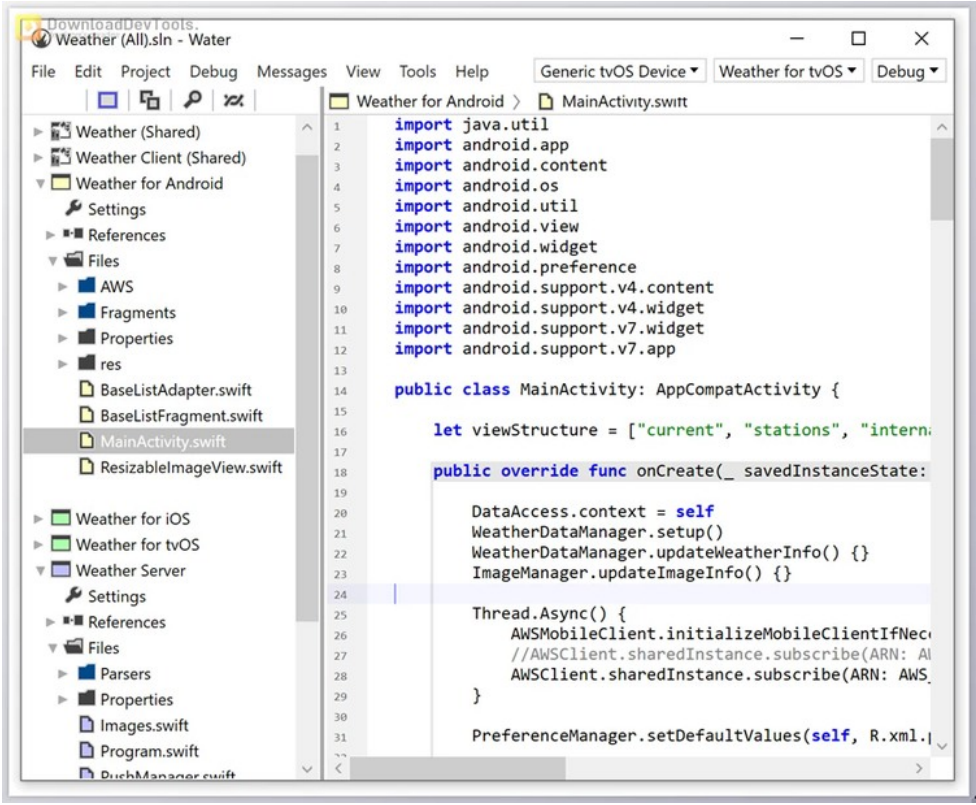 DownloadDevTools.
Weather (All).sln - Water
File Edit Project Debug Messages View Tools Help Generic tvOS Device Weather for tvOS Debug
Weather for Android MainActivity.swift
Weather (Shared)
Weather Client (Shared)
Weather for Android
Settings
References
Files
AWS
Fragments
Properties
res
BaseListAdapter.swift
BaseListFragment.swift
MainActivity.swift
ResizableImageView.swift
Weather for iOS
Weather for tvOS
Weather Server
Settings
References
Files
Parsers
Properties
Images.swift
Program.swift
PushManager.swift
1 import java.util
2 import android.app
3 import android.content
4 import android.os
5 import android.util
6 import android.view
7 import android.widget
8 import android.preference
9 import android.support.v4.content
10 import android.support.v4.widget
11 import android.support.v7.widget
12 import android.support.v7.app
13
14 public class MainActivity: AppCompatActivity {
15
16 let viewStructure = ["current", "stations", "interna
17
18 public override func onCreate(_ savedInstanceState:
19
20 DataAccess.context = self
21 WeatherDataManager.setup()
22 WeatherDataManager.updateWeatherInfo() {}
23 ImageManager.updateImageInfo() {}
24
25 Thread.Async() {
26 AWSMobileClient.initializeMobileClientIfNece
27 //AWSClient.sharedInstance.subscribe(ARN: AW
28 AWSClient.sharedInstance.subscribe(ARN: AWS_
29 }
30
31 PreferenceManager.setDefaultValues(self, R.xml.p